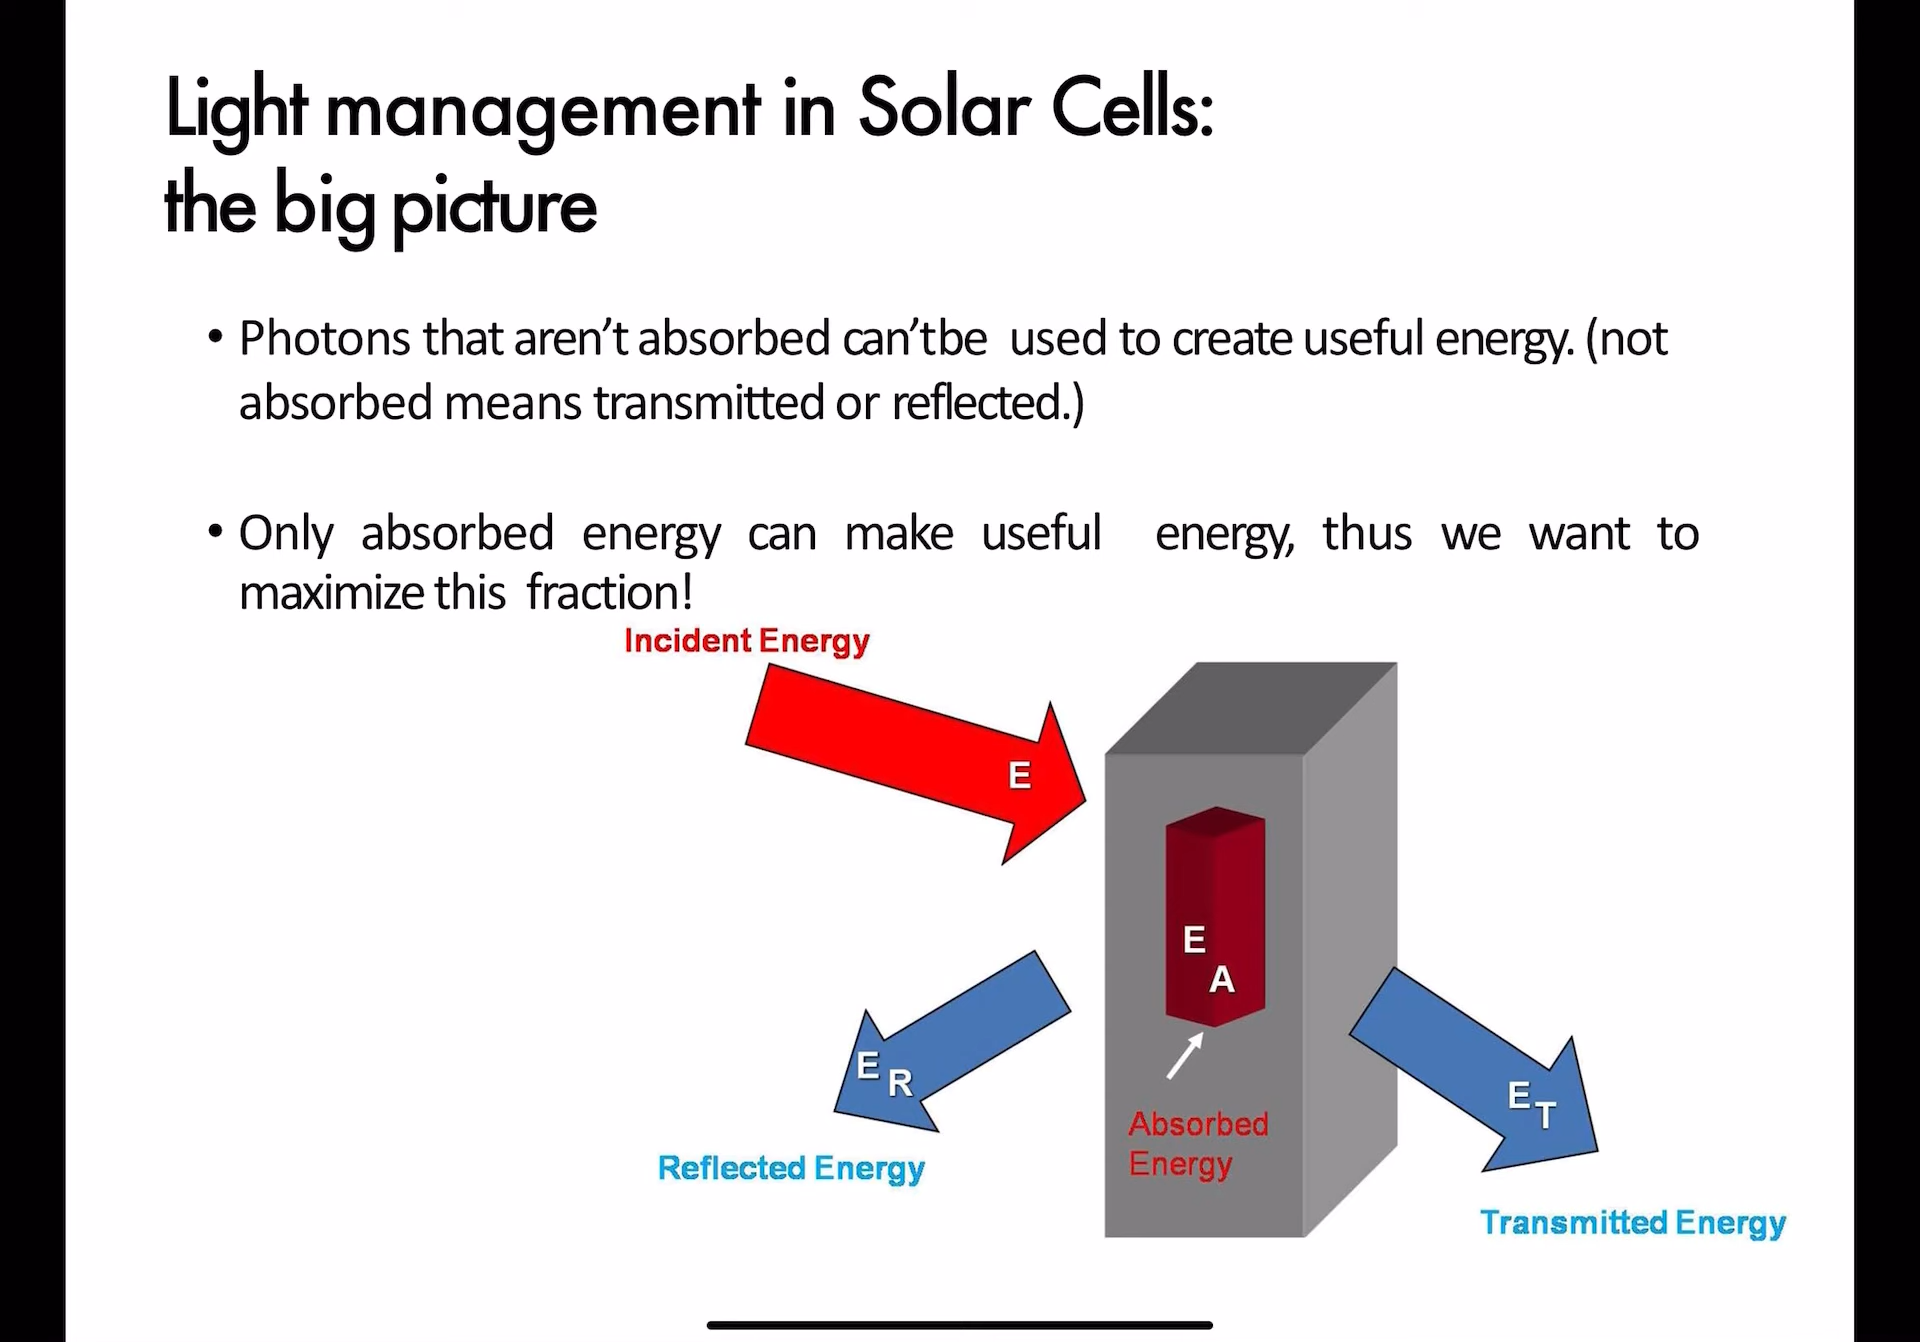 Light management in Solar Cells:
the big picture
• Photons that aren’t absorbed can’tbe used to create useful energy. (not
absorbed means transmitted or reflected.)
• Only absorbed energy can make useful energy, thus we want to
maximize this fraction!
Incident Energy
E
E
A
E R
E T
Absorbed
Energy
Reflected Energy
Transmitted Energy